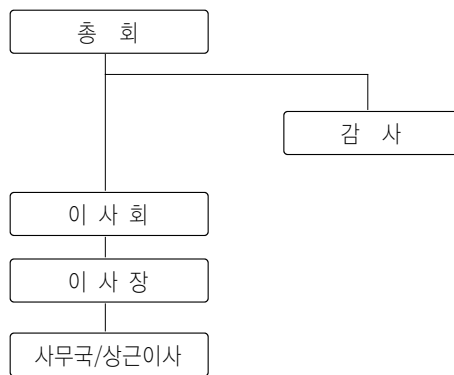 총 회
감 사
이 사 회
이 사 장
사무국/상근이사